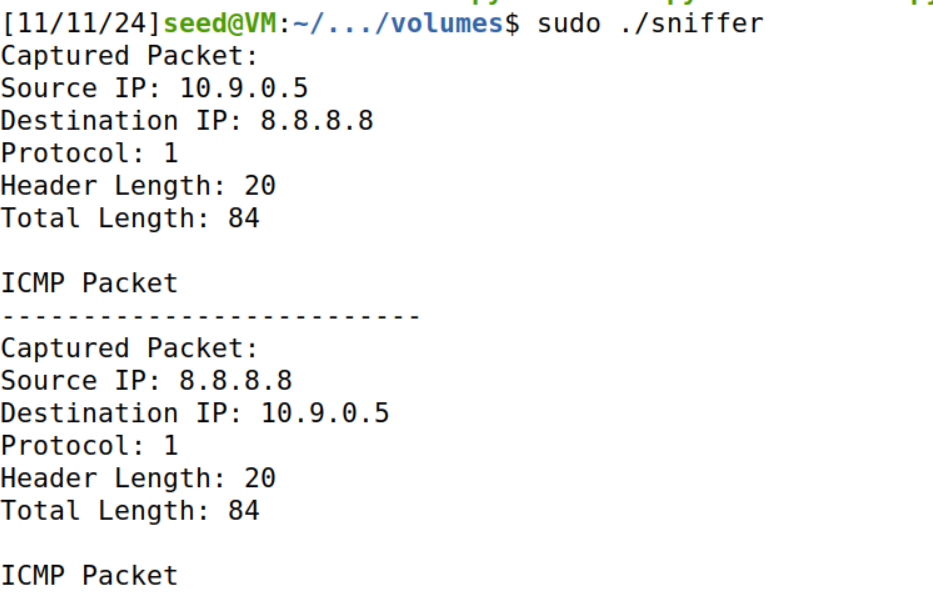 [11/11/24]seed@VM:~/.../volumes$ sudo ./sniffer
Captured Packet:
Source IP: 10.9.0.5
Destination IP: 8.8.8.8
Protocol: 1
Header Length: 20
Total Length: 84
ICMP Packet
--------------------------
Captured Packet:
Source IP: 8.8.8.8
Destination IP: 10.9.0.5
Protocol: 1
Header Length: 20
Total Length: 84
ICMP Packet